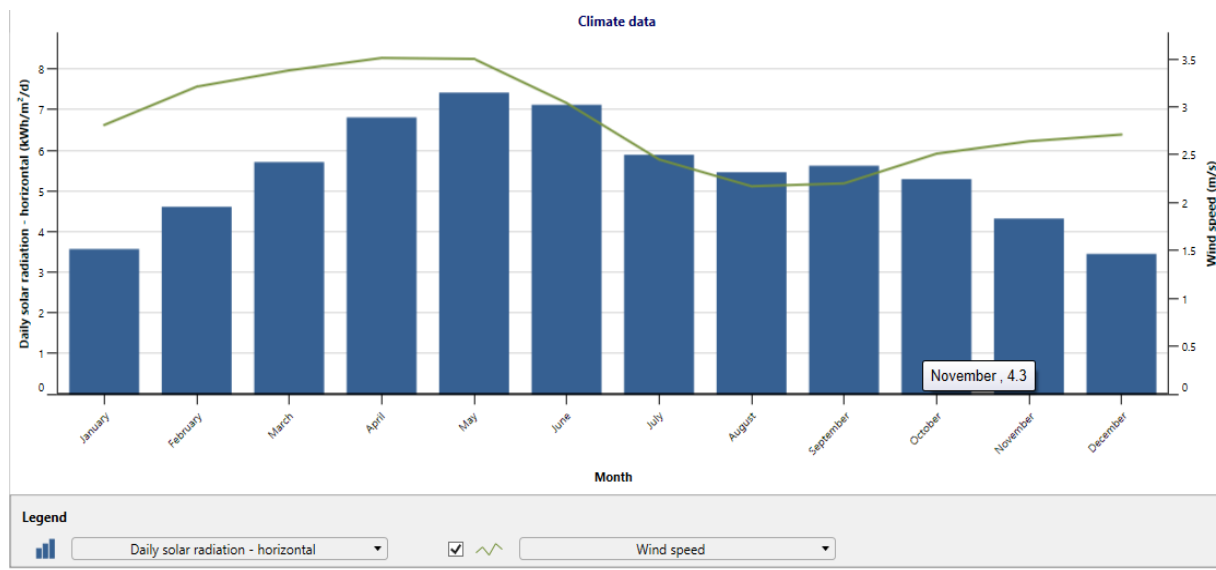 Climate data
Daily solar radiation - horizontal (kWh/m²/d)
8
7
6
5
4
3
2
1
0
3.5
3
2.5
2
1.5
1
0.5
0
Wind speed (m/s)
November , 4.3
January
February
March
April
May
June
July
August
September
October
November
December
Month
Legend
Daily solar radiation - horizontal
Wind speed